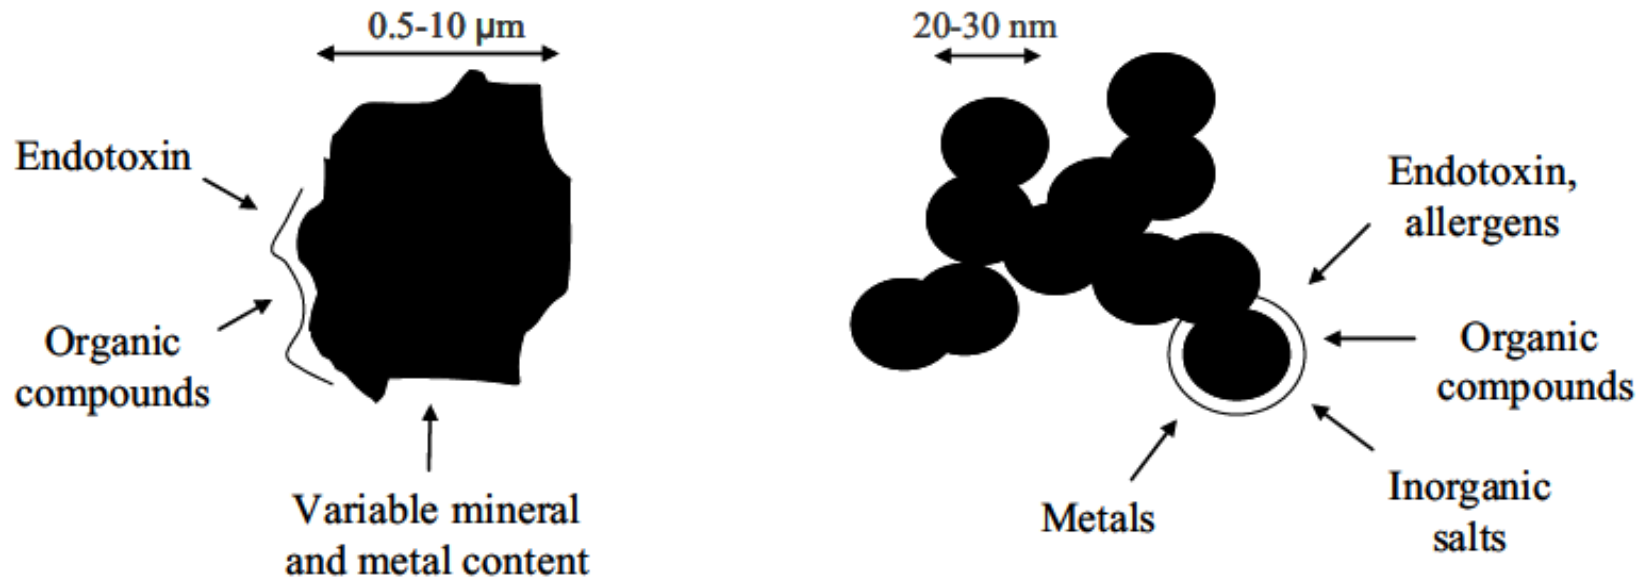 0.5-10 μm
Endotoxin
Organic
compounds
Variable mineral
and metal content
20-30 nm
Endotoxin,
allergens
Organic
compounds
Inorganic
salts
Metals